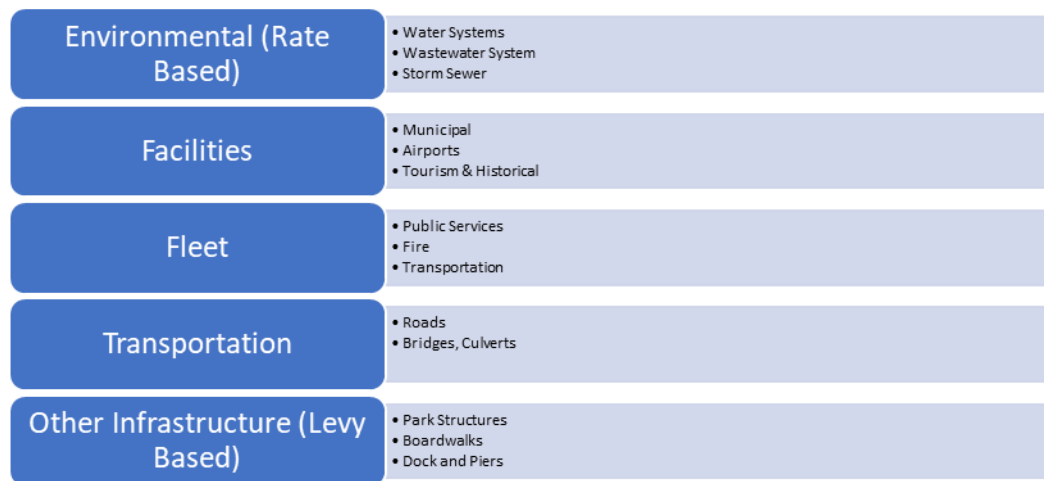 Environmental (Rate
Based)
• Water Systems
• Wastewater System
• Storm Sewer
Facilities
• Municipal
• Airports
• Tourism & Historical
Fleet
• Public Services
• Fire
• Transportation
Transportation
• Roads
• Bridges, Culverts
Other Infrastructure (Levy
Based)
• Park Structures
• Boardwalks
• Dock and Piers